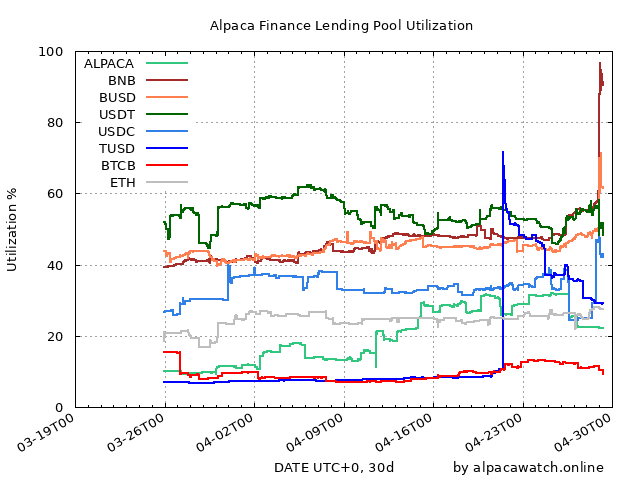 Alpaca Finance Lending Pool Utilization
100
80
60
40
20
0
Utilization %
ALPACA
BNB
BUSD
USDT
USDC
TUSD
BTCB
ETH
03-19T00
03-26T00
04-02T00
04-09T00
04-16T00
04-23T00
04-30T00
DATE UTC+0, 30d
by alpacawatch.online